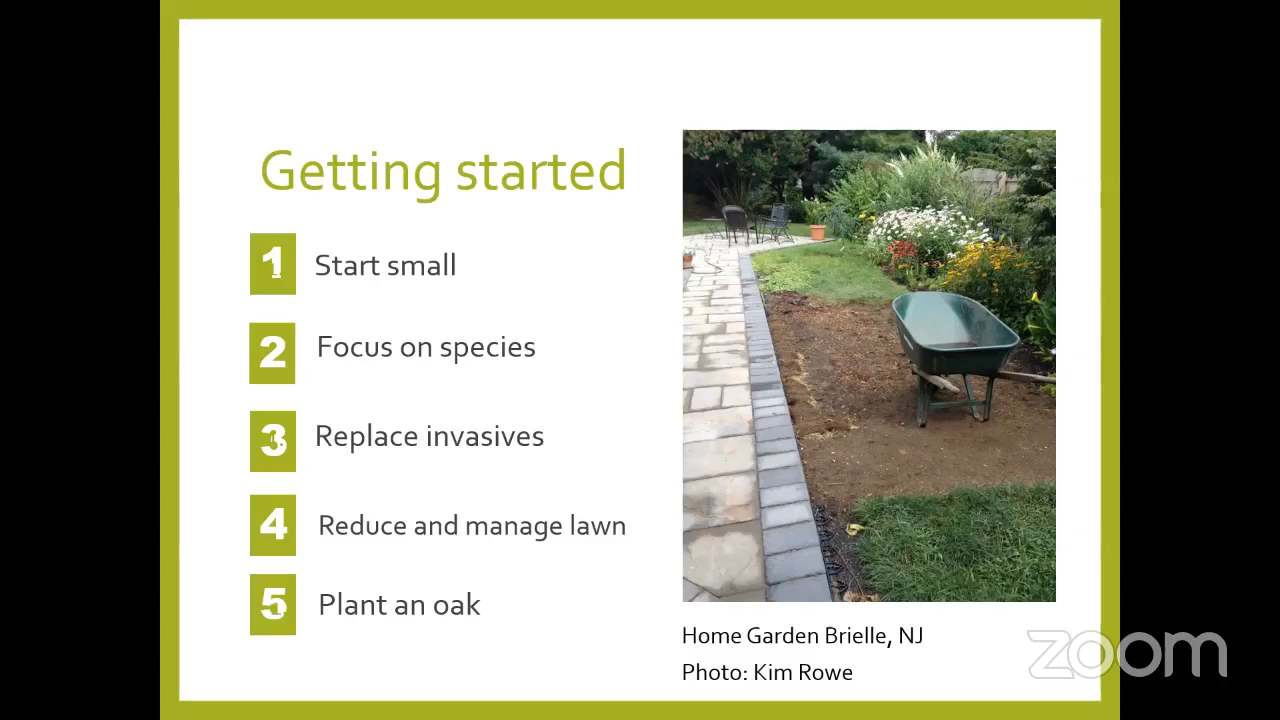 Getting started
1 Start small
2 Focus on species
3 Replace invasives
4 Reduce and manage lawn
5 Plant an oak
Home Garden Brielle, NJ
Photo: Kim Rowe
zoom